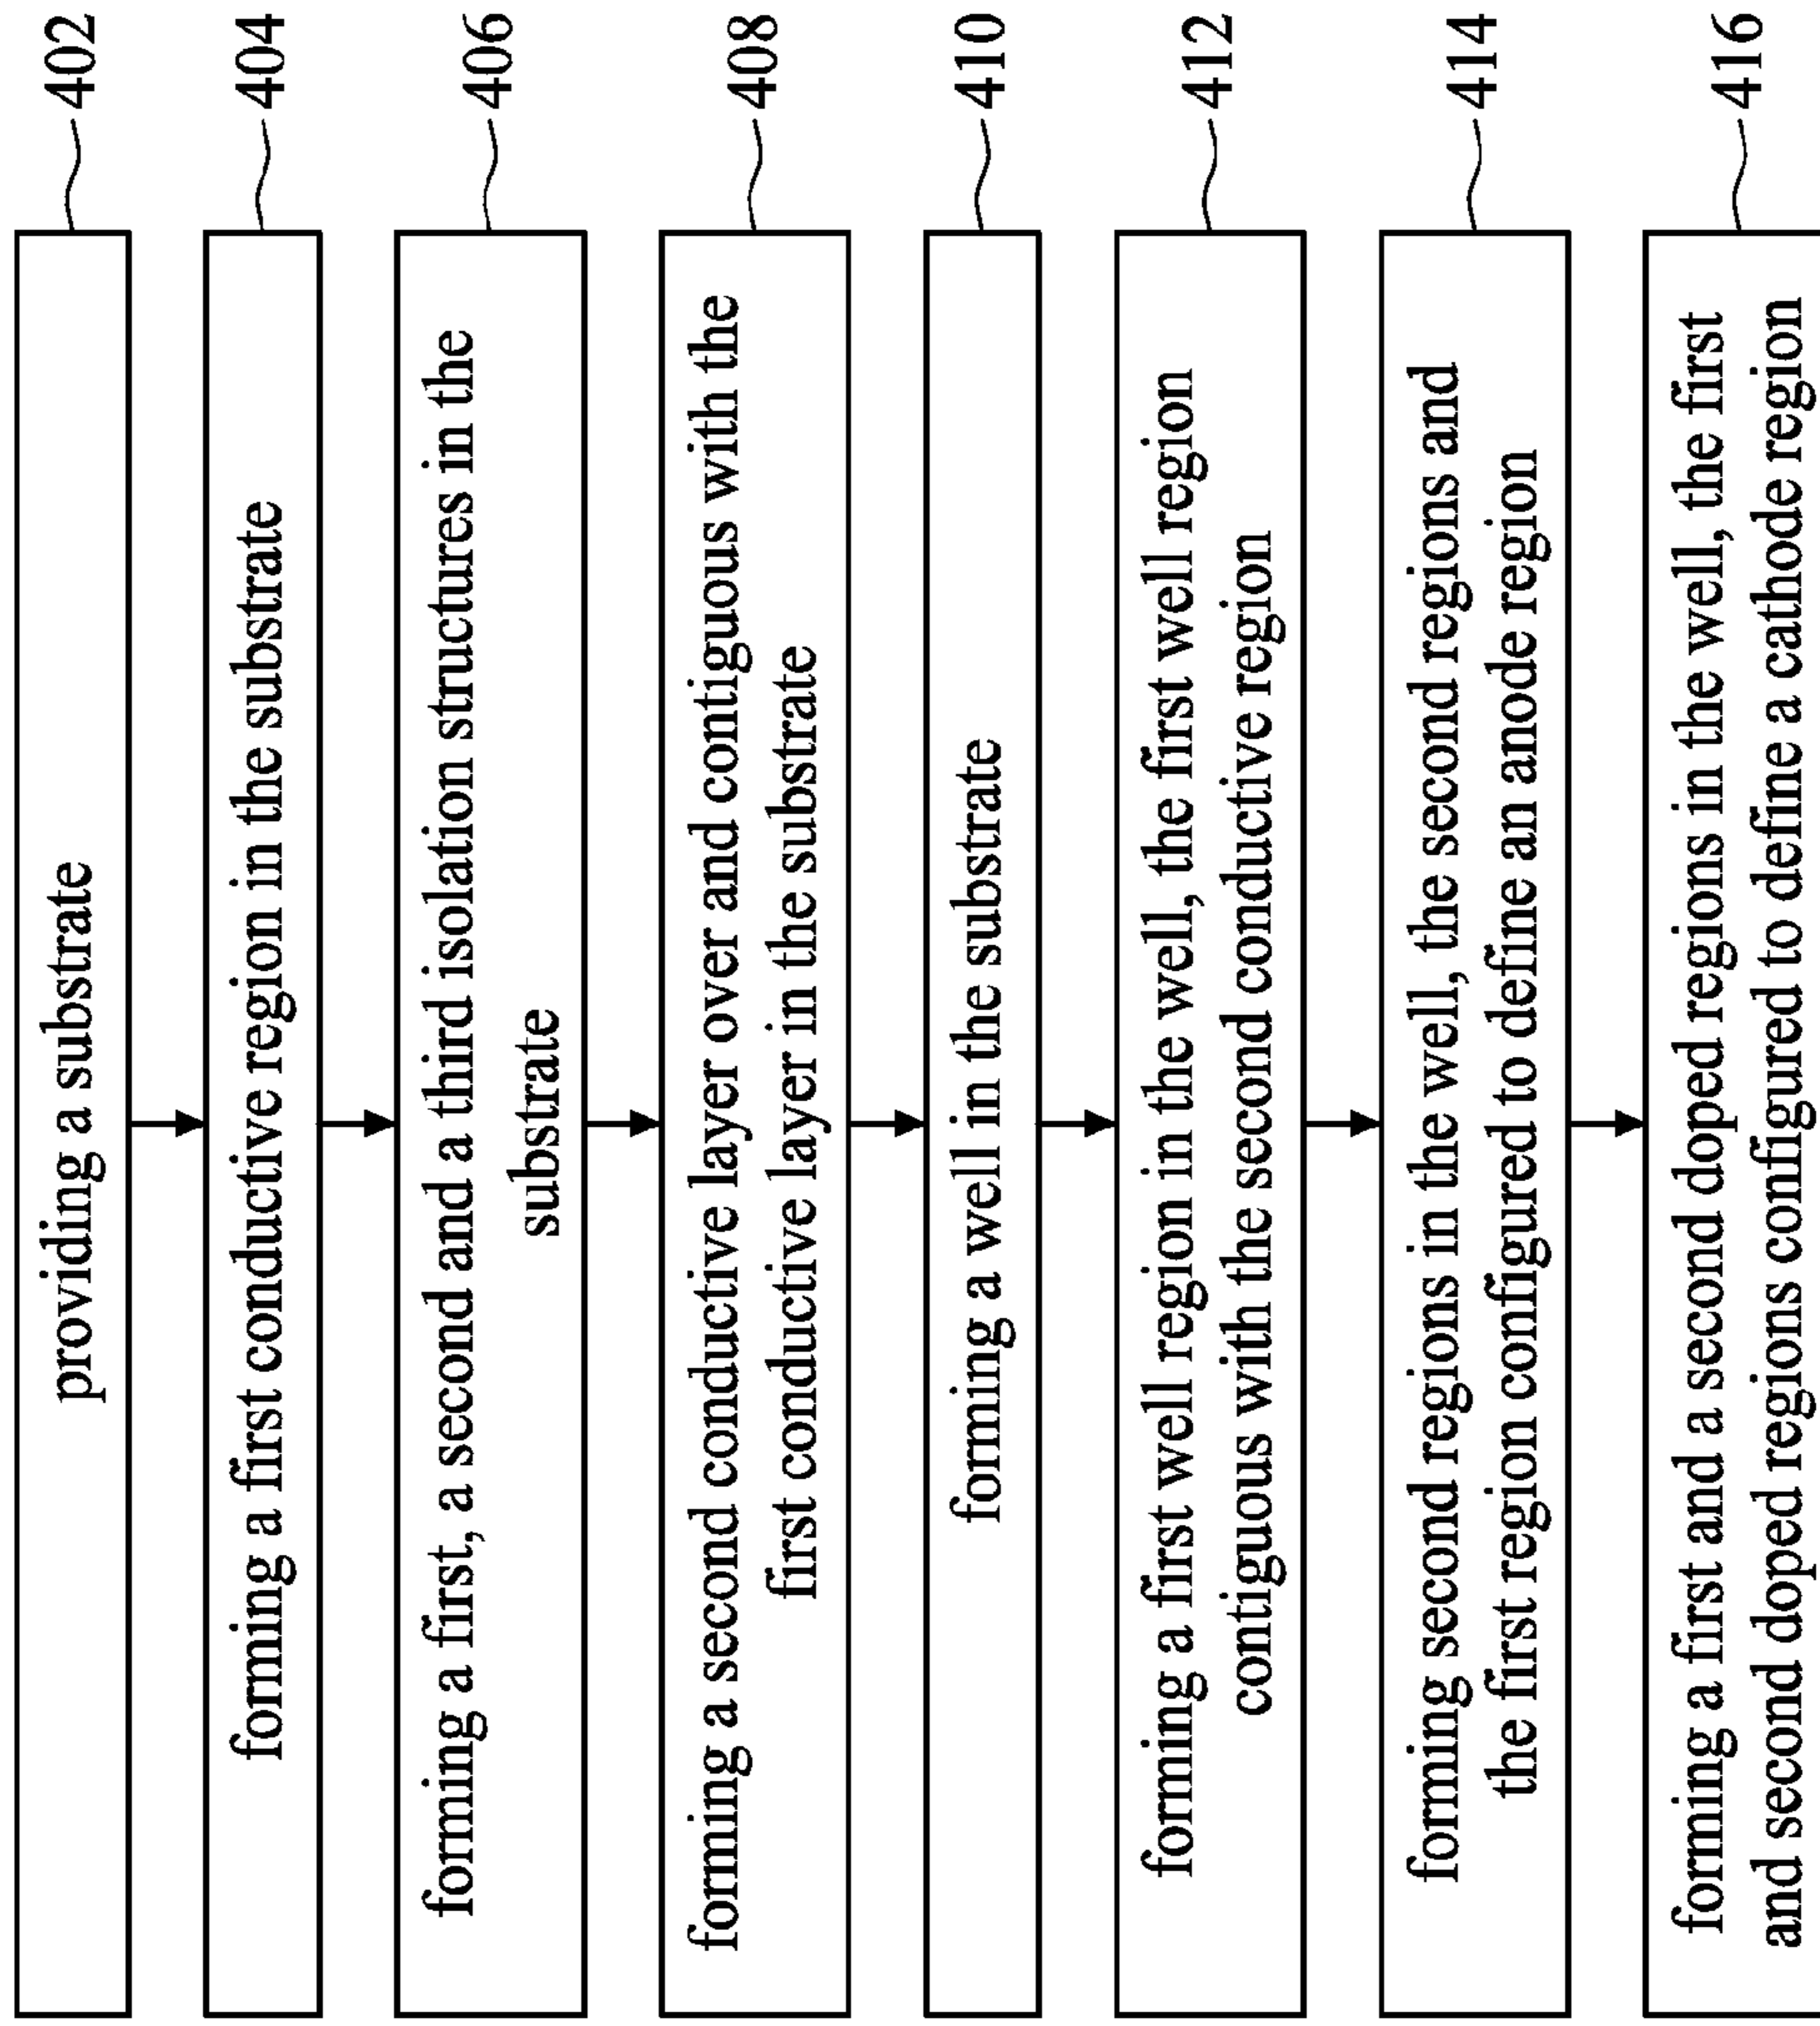 providing a substrate
402
forming a first conductive region in the substrate
404
forming a first, a second and a third isolation structures in the
substrate
406
forming a second conductive layer over and contiguous with the
first conductive layer in the substrate
408
forming a well in the substrate
410
forming a first well region in the well, the first well region
contiguous with the second conductive region
412
forming second regions in the well, the second regions and
the first region configured to define an anode region
414
forming a first and a second doped regions in the well, the first
and second doped regions configured to define a cathode region
416